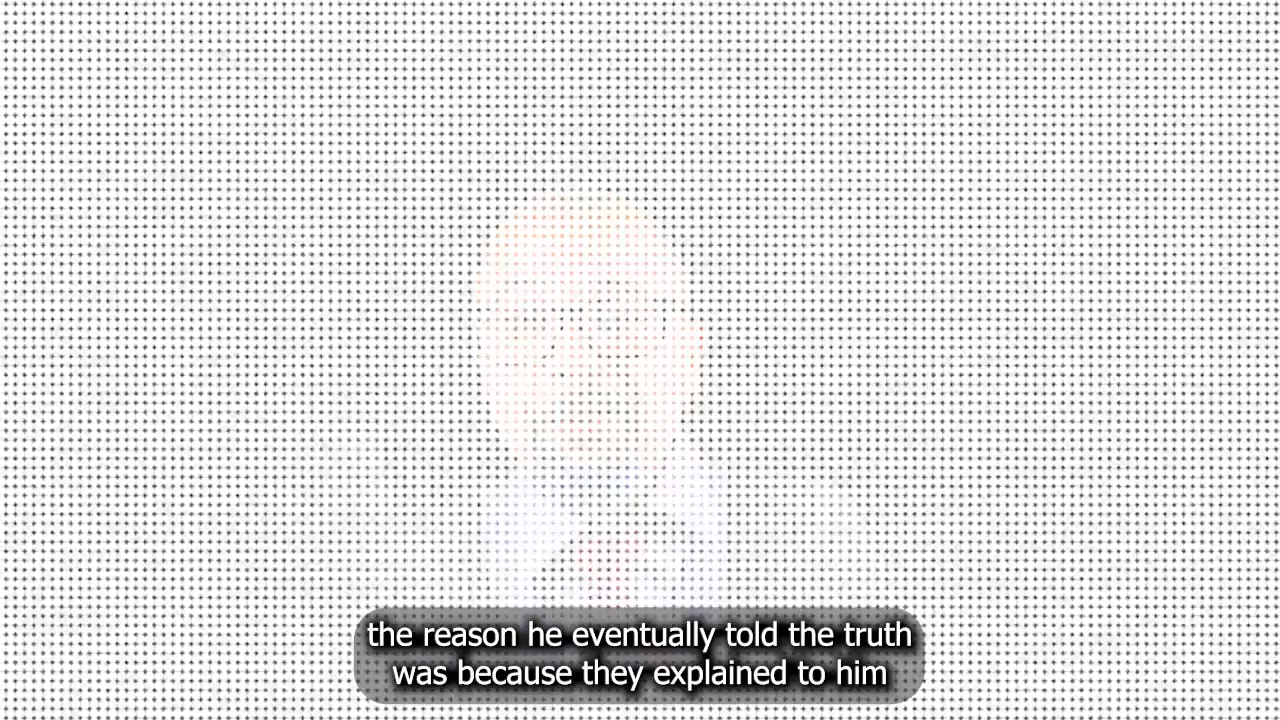 the reason he eventually told the truth
was because they explained to him